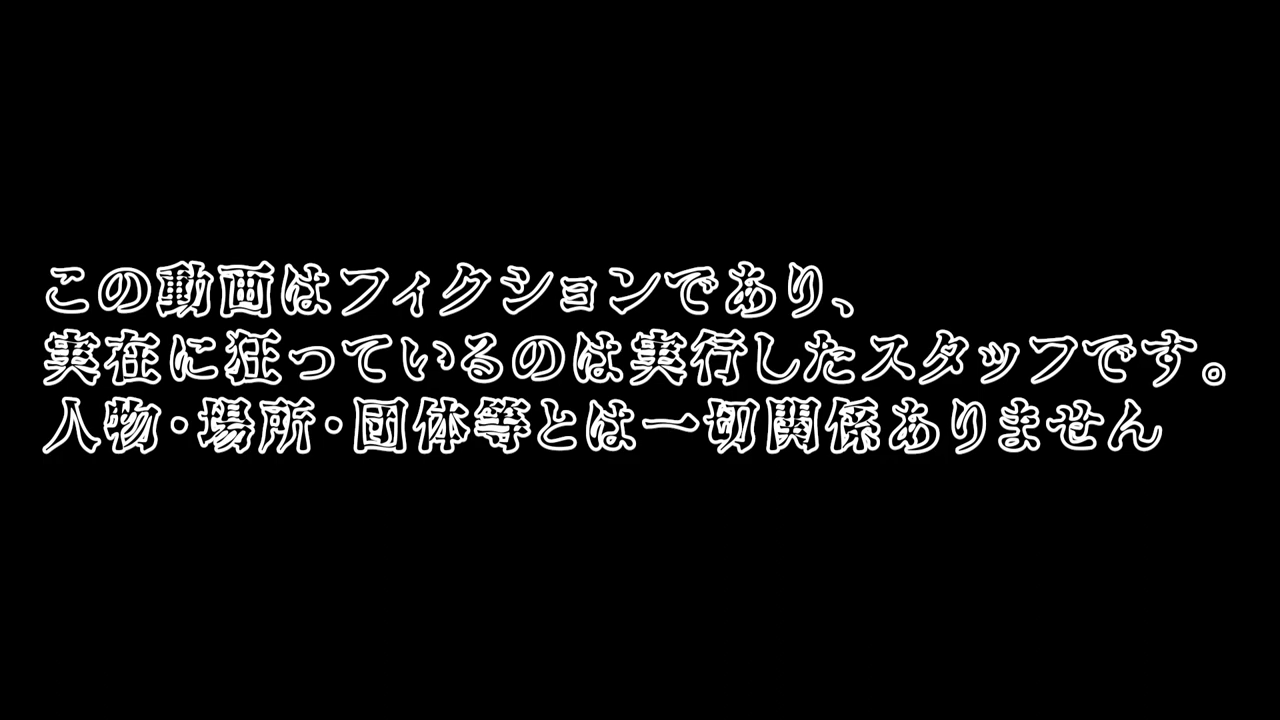 この動画はフィクションであり、
実在に狂っているのは実行したスタッフです。
人物・場所・団体等とは一切関係ありません